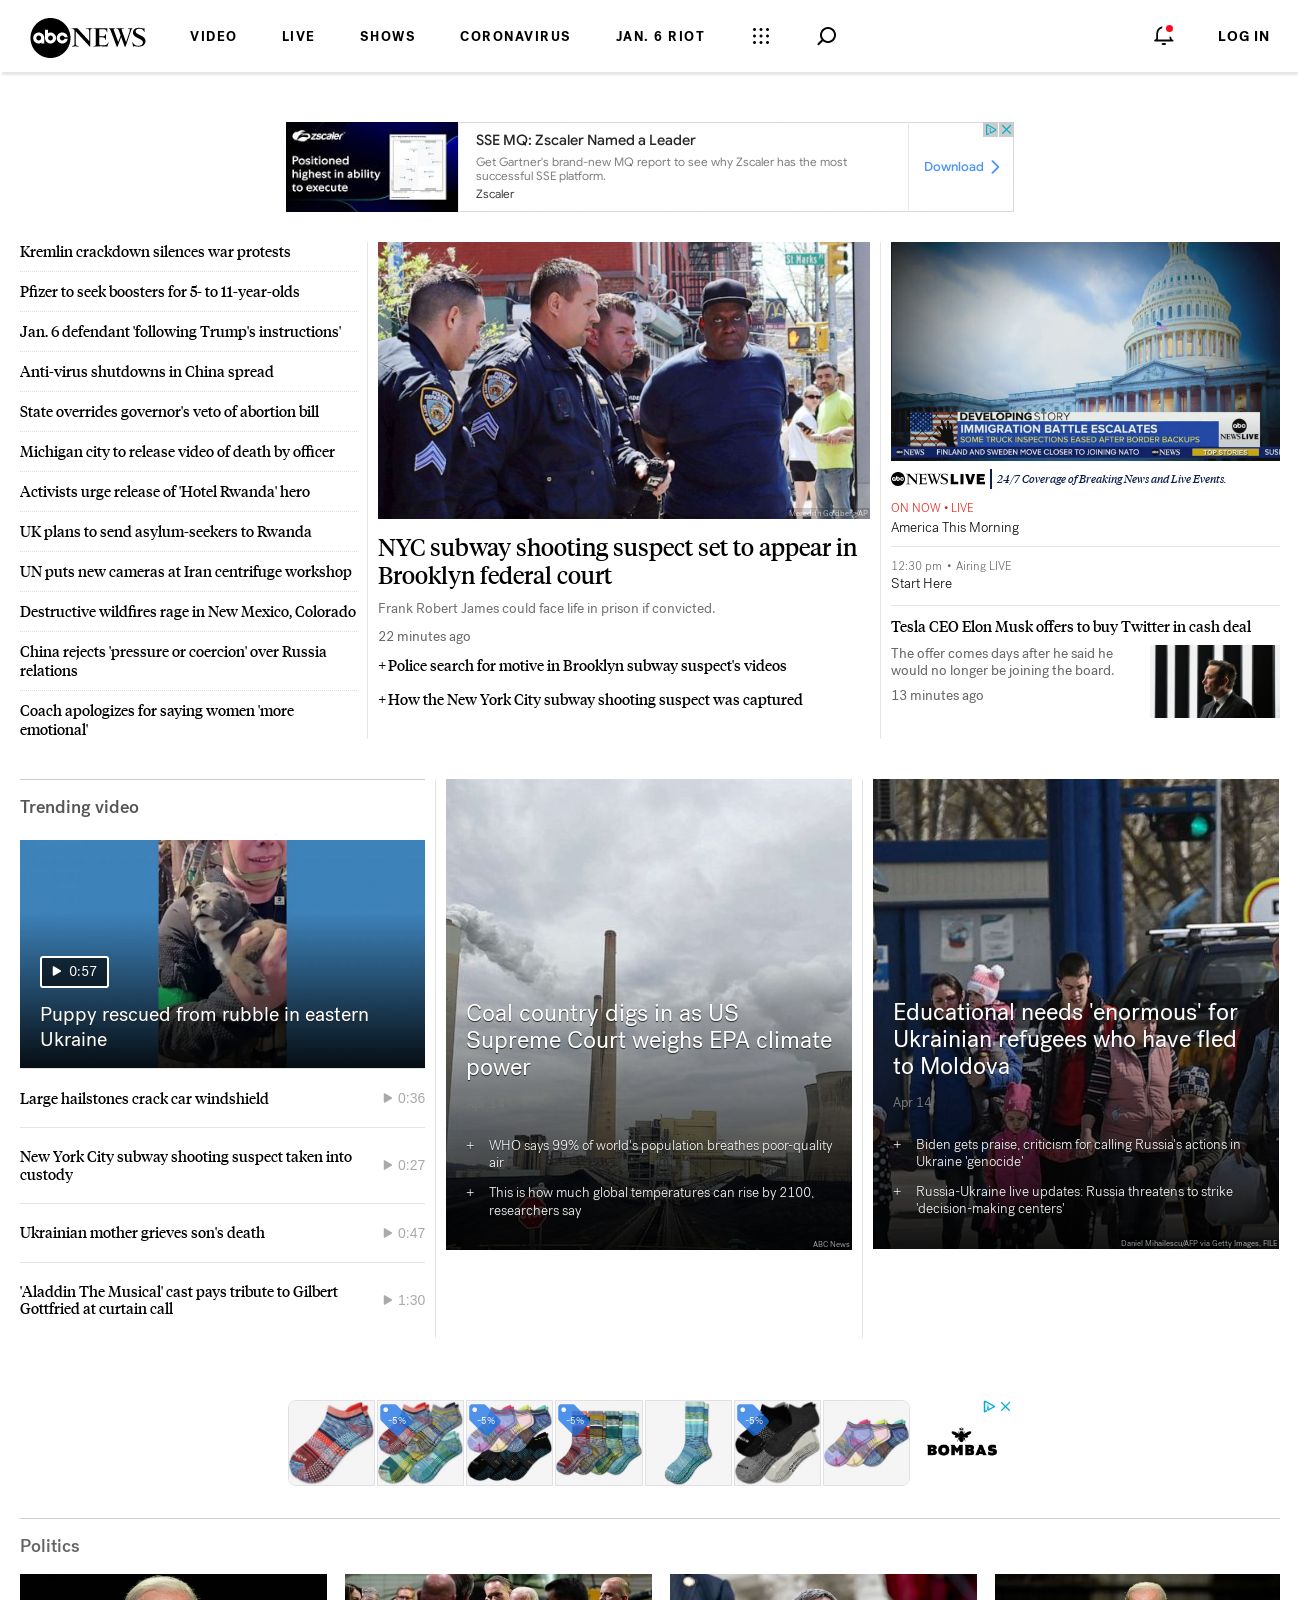 abc NEWS
VIDEO
LIVE
SHOWS
CORONAVIRUS
JAN. 6 RIOT
LOG IN
zscaler
Positioned
highest in ability
to execute
SSE MQ: Zscaler Named a Leader
Get Gartner's brand-new MQ report to see why Zscaler has the most
successful SSE platform.
Zscaler
Download
Kremlin crackdown silences war protests
Pfizer to seek boosters for 5- to 11-year-olds
Jan. 6 defendant 'following Trump's instructions'
Anti-virus shutdowns in China spread
State overrides governor's veto of abortion bill
Michigan city to release video of death by officer
Activists urge release of 'Hotel Rwanda' hero
UK plans to send asylum-seekers to Rwanda
UN puts new cameras at Iran centrifuge workshop
Destructive wildfires rage in New Mexico, Colorado
China rejects 'pressure or coercion' over Russia
relations
Coach apologizes for saying women 'more
emotional'
St Marks
Meredith Goldberg/AP
NYC subway shooting suspect set to appear in
Brooklyn federal court
Frank Robert James could face life in prison if convicted.
22 minutes ago
+ Police search for motive in Brooklyn subway suspect's videos
+ How the New York City subway shooting suspect was captured
DEVELOPING STORY
IMMIGRATION BATTLE ESCALATES
SOME TRUCK INSPECTIONS EASED AFTER BORDER BACKUPS
abc
NEWS LIVE
abc NEWS
FINLAND AND SWEDEN MOVE CLOSER TO JOINING NATO
abc NEWS
TOP STORIES
abc NEWS LIVE
24/7 Coverage of Breaking News and Live Events.
ON NOW • LIVE
America This Morning
12:30 pm • Airing LIVE
Start Here
Tesla CEO Elon Musk offers to buy Twitter in cash deal
The offer comes days after he said he
would no longer be joining the board.
13 minutes ago
Trending video
0:57
Puppy rescued from rubble in eastern
Ukraine
Large hailstones crack car windshield
0:36
New York City subway shooting suspect taken into
custody
0:27
Ukrainian mother grieves son's death
0:47
'Aladdin The Musical' cast pays tribute to Gilbert
Gottfried at curtain call
1:30
Coal country digs in as US
Supreme Court weighs EPA climate
power
+ WHO says 99% of world's population breathes poor-quality
air
+ This is how much global temperatures can rise by 2100,
researchers say
ABC News
Educational needs 'enormous' for
Ukrainian refugees who have fled
to Moldova
Apr 14
+ Biden gets praise, criticism for calling Russia's actions in
Ukraine 'genocide'
+ Russia-Ukraine live updates: Russia threatens to strike
'decision-making centers'
Daniel Mihailescu/AFP via Getty Images, FILE
-5%
-5%
-5%
-5%
BOMBAS
Politics